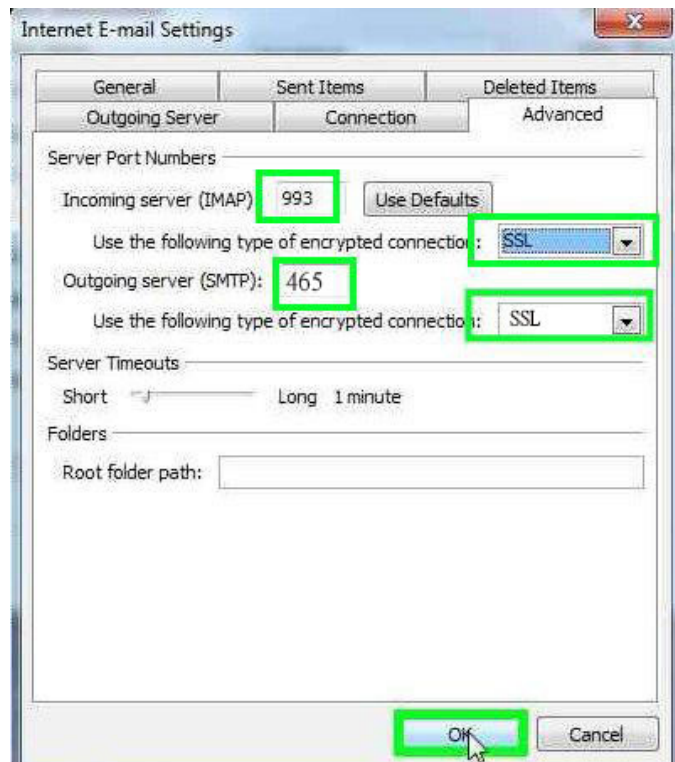 Internet E-mail Settings
General Sent Items Deleted Items
Outgoing Server Connection Advanced
Server Port Numbers
Incoming server (IMAP) 993 Use Defaults
Use the following type of encrypted connection: SSL
Outgoing server (SMTP): 465
Use the following type of encrypted connection: SSL
Server Timeouts
Short Long 1 minute
Folders
Root folder path:
OK Cancel